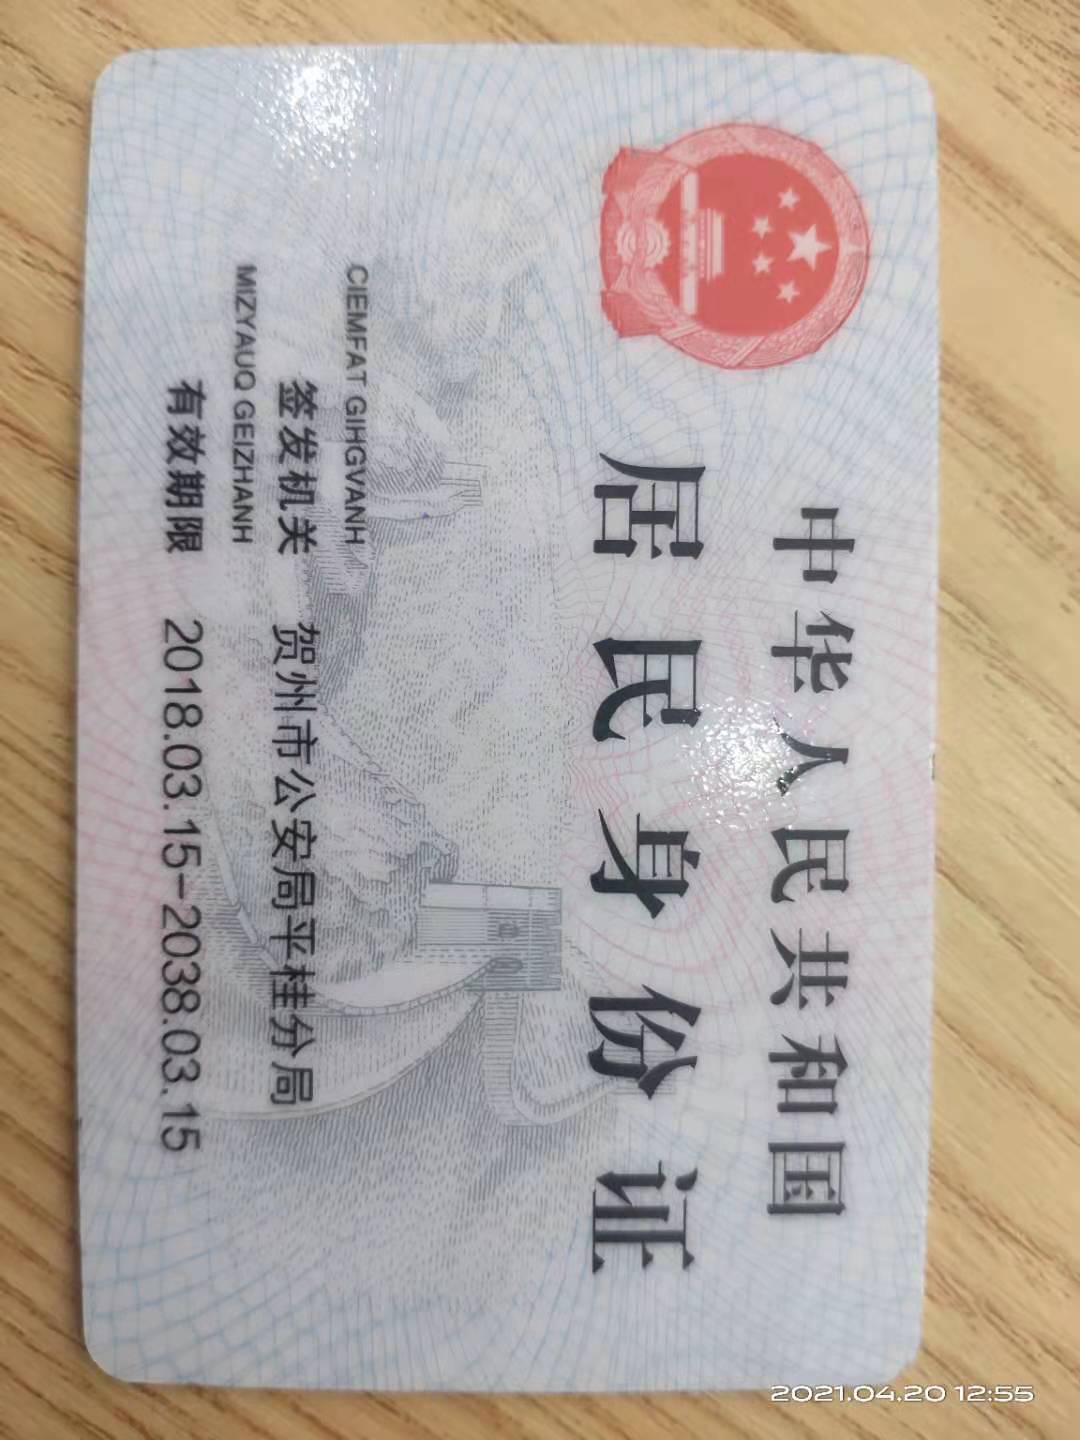 中华人民共和国
居民身份证
CIEMFAT GIHGVANH
签发机关 贺州市公安局平桂分局
MIZYAUQ GEIZHANH
有效期限 2018.03.15-2038.03.15
2021.04.20 12:55